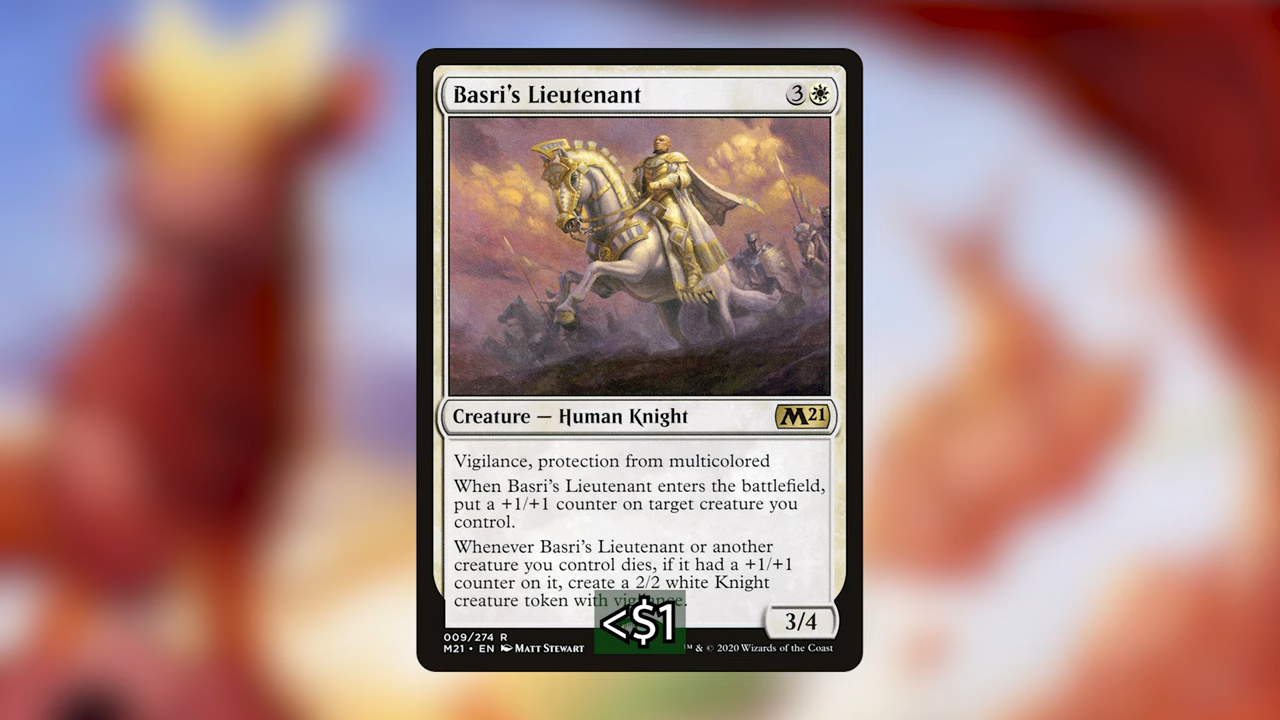 Basri's Lieutenant 3
Creature — Human Knight M21
Vigilance, protection from multicolored
When Basri's Lieutenant enters the battlefield,
put a +1/+1 counter on target creature you
control.
Whenever Basri's Lieutenant or another
creature you control dies, if it had a +1/+1
counter on it, create a 2/2 white Knight
creature token with vigilance.
<$1
3/4
009/274 R
M21 • EN Matt Stewart ™ & © 2020 Wizards of the Coast